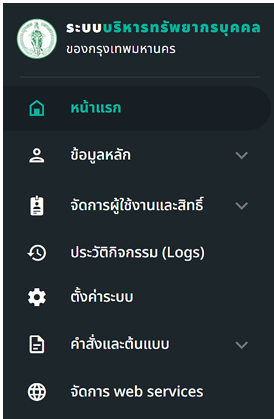 ระบบบริหารทรัพยากรบุคคล
ของกรุงเทพมหานคร
หน้าแรก
ข้อมูลหลัก
จัดการผู้ใช้งานและสิทธิ์
ประวัติกิจกรรม (Logs)
ตั้งค่าระบบ
คำสั่งและต้นแบบ
จัดการ web services